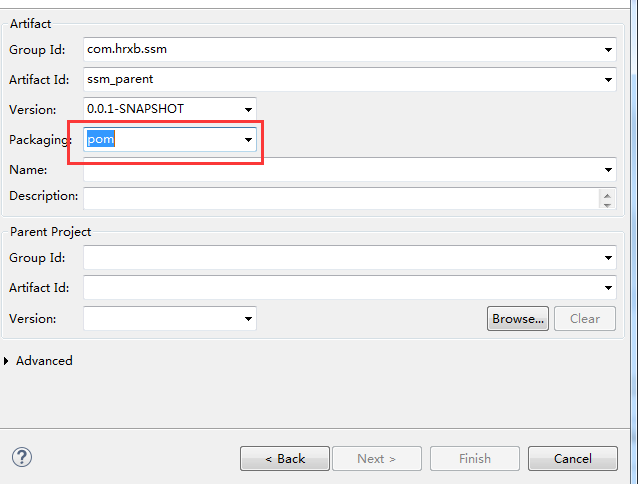 Artifact
Group Id: com.hrxb.ssm
Artifact Id: ssm_parent
Version: 0.0.1-SNAPSHOT
Packaging: pom
Name:
Description:
Parent Project
Group Id:
Artifact Id:
Version: Browse... Clear
Advanced
? < Back Next > Finish Cancel